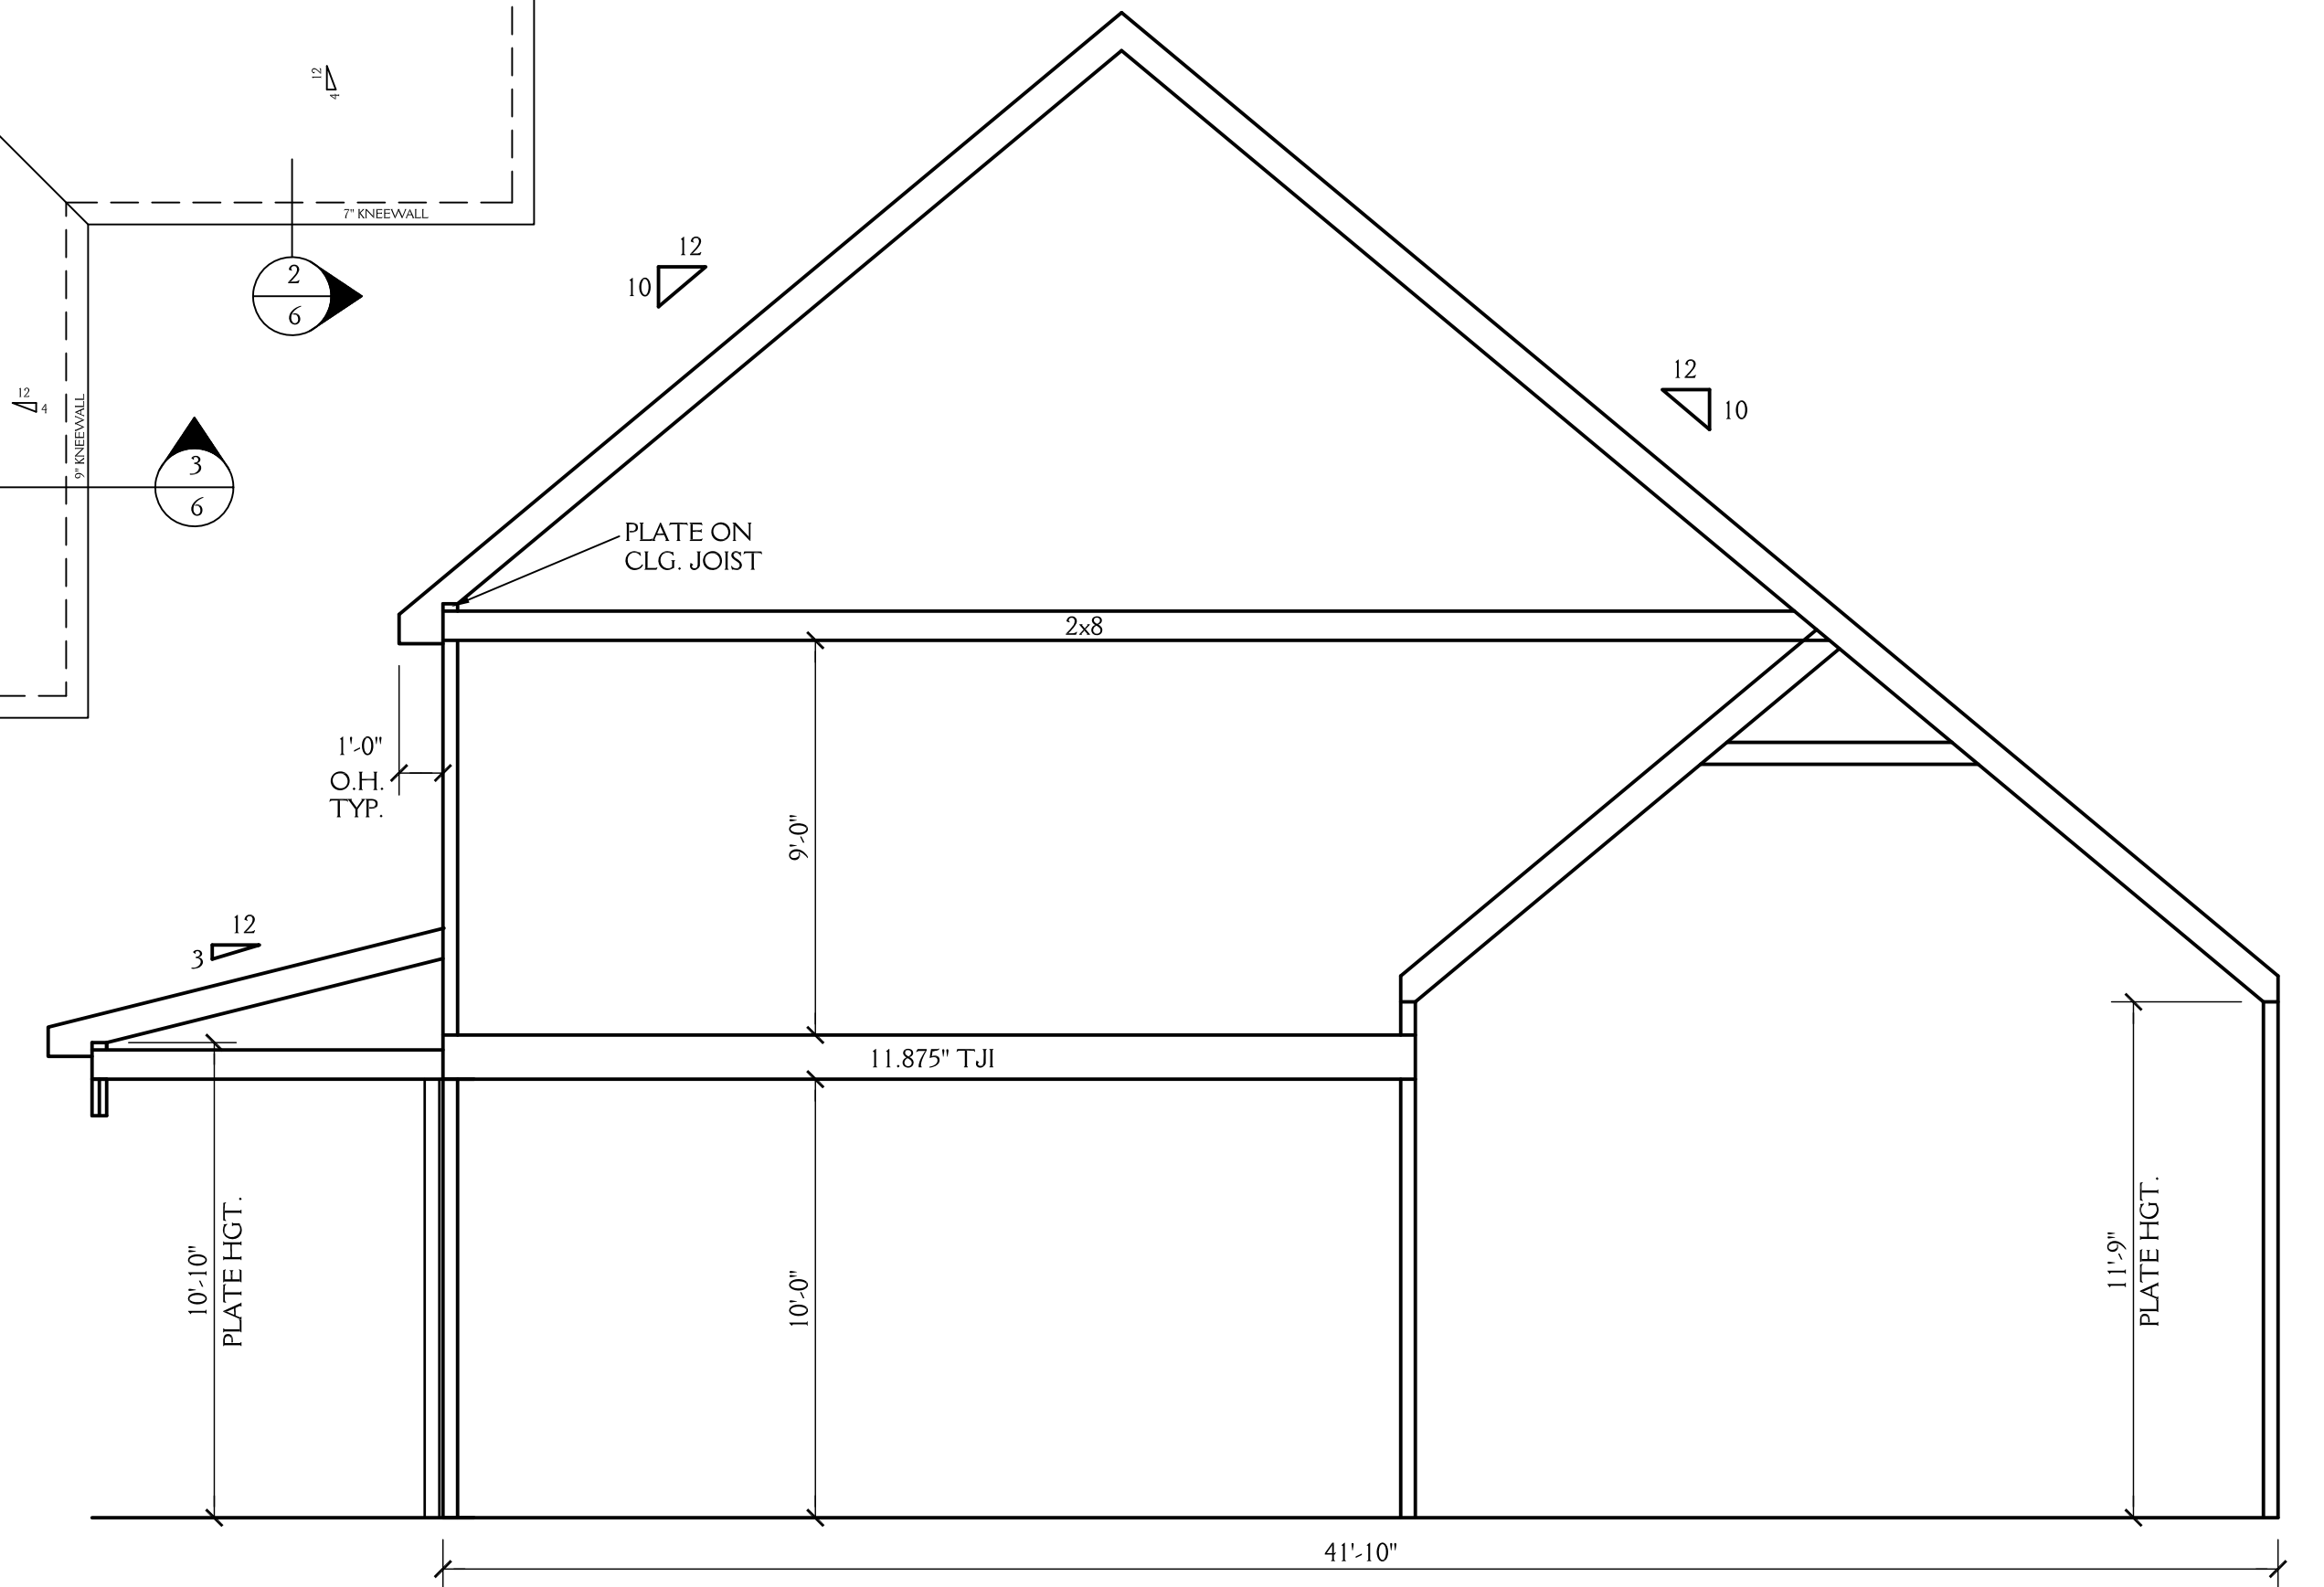 12
4
7" KNEEWALL
2
6
12
4
9" KNEEWALL
3
6
12
10
12
10
PLATE ON
CLG. JOIST
2x8
1'-0"
O.H.
TYP.
9'-0"
12
3
11.875" TJI
10'-10"
PLATE HGT.
10'-0"
11'-9"
PLATE HGT.
41'-10"